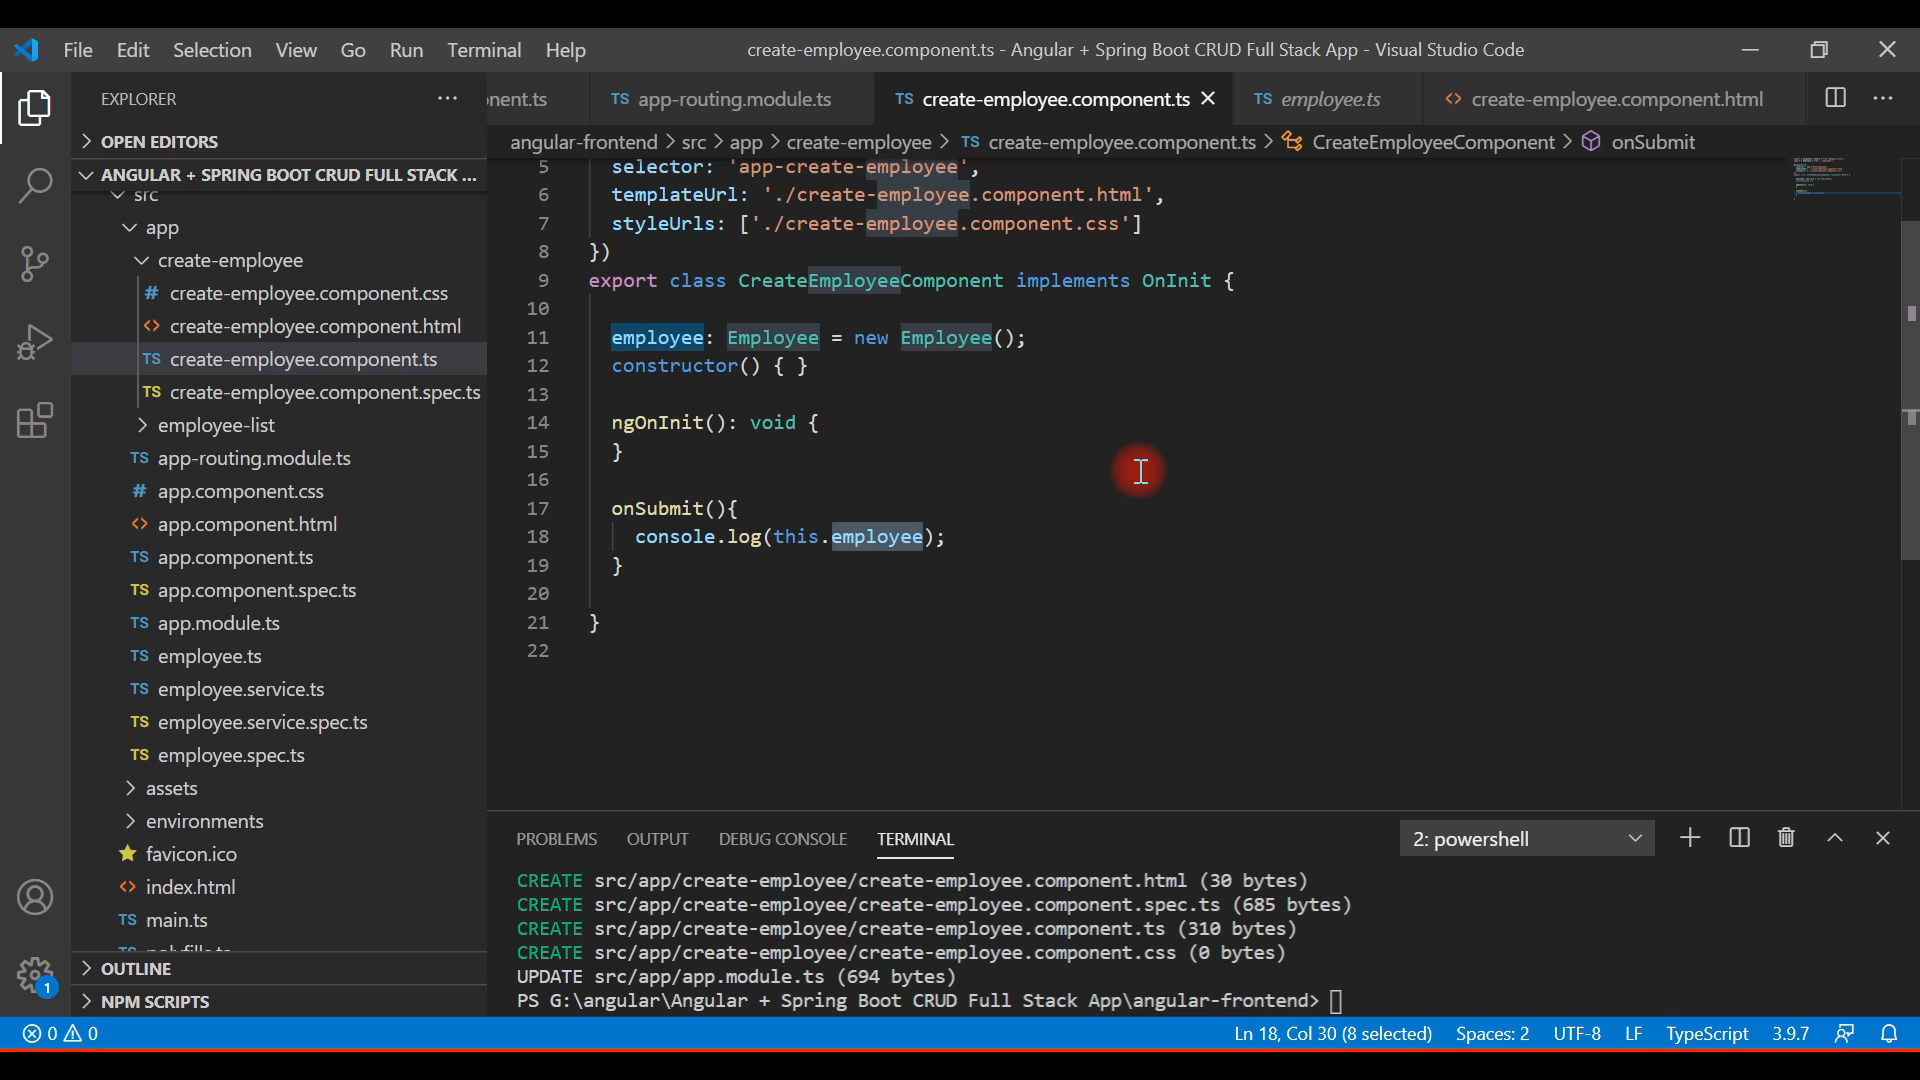 File Edit Selection View Go Run Terminal Help
create-employee.component.ts - Angular + Spring Boot CRUD Full Stack App - Visual Studio Code
EXPLORER
nent.ts app-routing.module.ts create-employee.component.ts employee.ts create-employee.component.html
OPEN EDITORS
angular-frontend > src > app > create-employee > TS create-employee.component.ts > CreateEmployeeComponent > onSubmit
ANGULAR + SPRING BOOT CRUD FULL STACK ...
src
app
create-employee
# create-employee.component.css
<> create-employee.component.html
TS create-employee.component.ts
TS create-employee.component.spec.ts
employee-list
TS app-routing.module.ts
# app.component.css
<> app.component.html
TS app.component.ts
TS app.component.spec.ts
TS app.module.ts
TS employee.ts
TS employee.service.ts
TS employee.service.spec.ts
TS employee.spec.ts
assets
environments
favicon.ico
<> index.html
TS main.ts
OUTLINE
NPM SCRIPTS
5 selector: 'app-create-employee',
6 templateUrl: './create-employee.component.html',
7 styleUrls: ['./create-employee.component.css']
8 })
9 export class CreateEmployeeComponent implements OnInit {
10
11 employee: Employee = new Employee();
12 constructor() { }
13
14 ngOnInit(): void {
15 }
16
17 onSubmit(){
18 console.log(this.employee);
19 }
20
21 }
22
PROBLEMS OUTPUT DEBUG CONSOLE TERMINAL 2: powershell
CREATE src/app/create-employee/create-employee.component.html (30 bytes)
CREATE src/app/create-employee/create-employee.component.spec.ts (685 bytes)
CREATE src/app/create-employee/create-employee.component.ts (310 bytes)
CREATE src/app/create-employee/create-employee.component.css (0 bytes)
UPDATE src/app/app.module.ts (694 bytes)
PS G:\angular\Angular + Spring Boot CRUD Full Stack App\angular-frontend>
1
0 0 Ln 18, Col 30 (8 selected) Spaces: 2 UTF-8 LF TypeScript 3.9.7